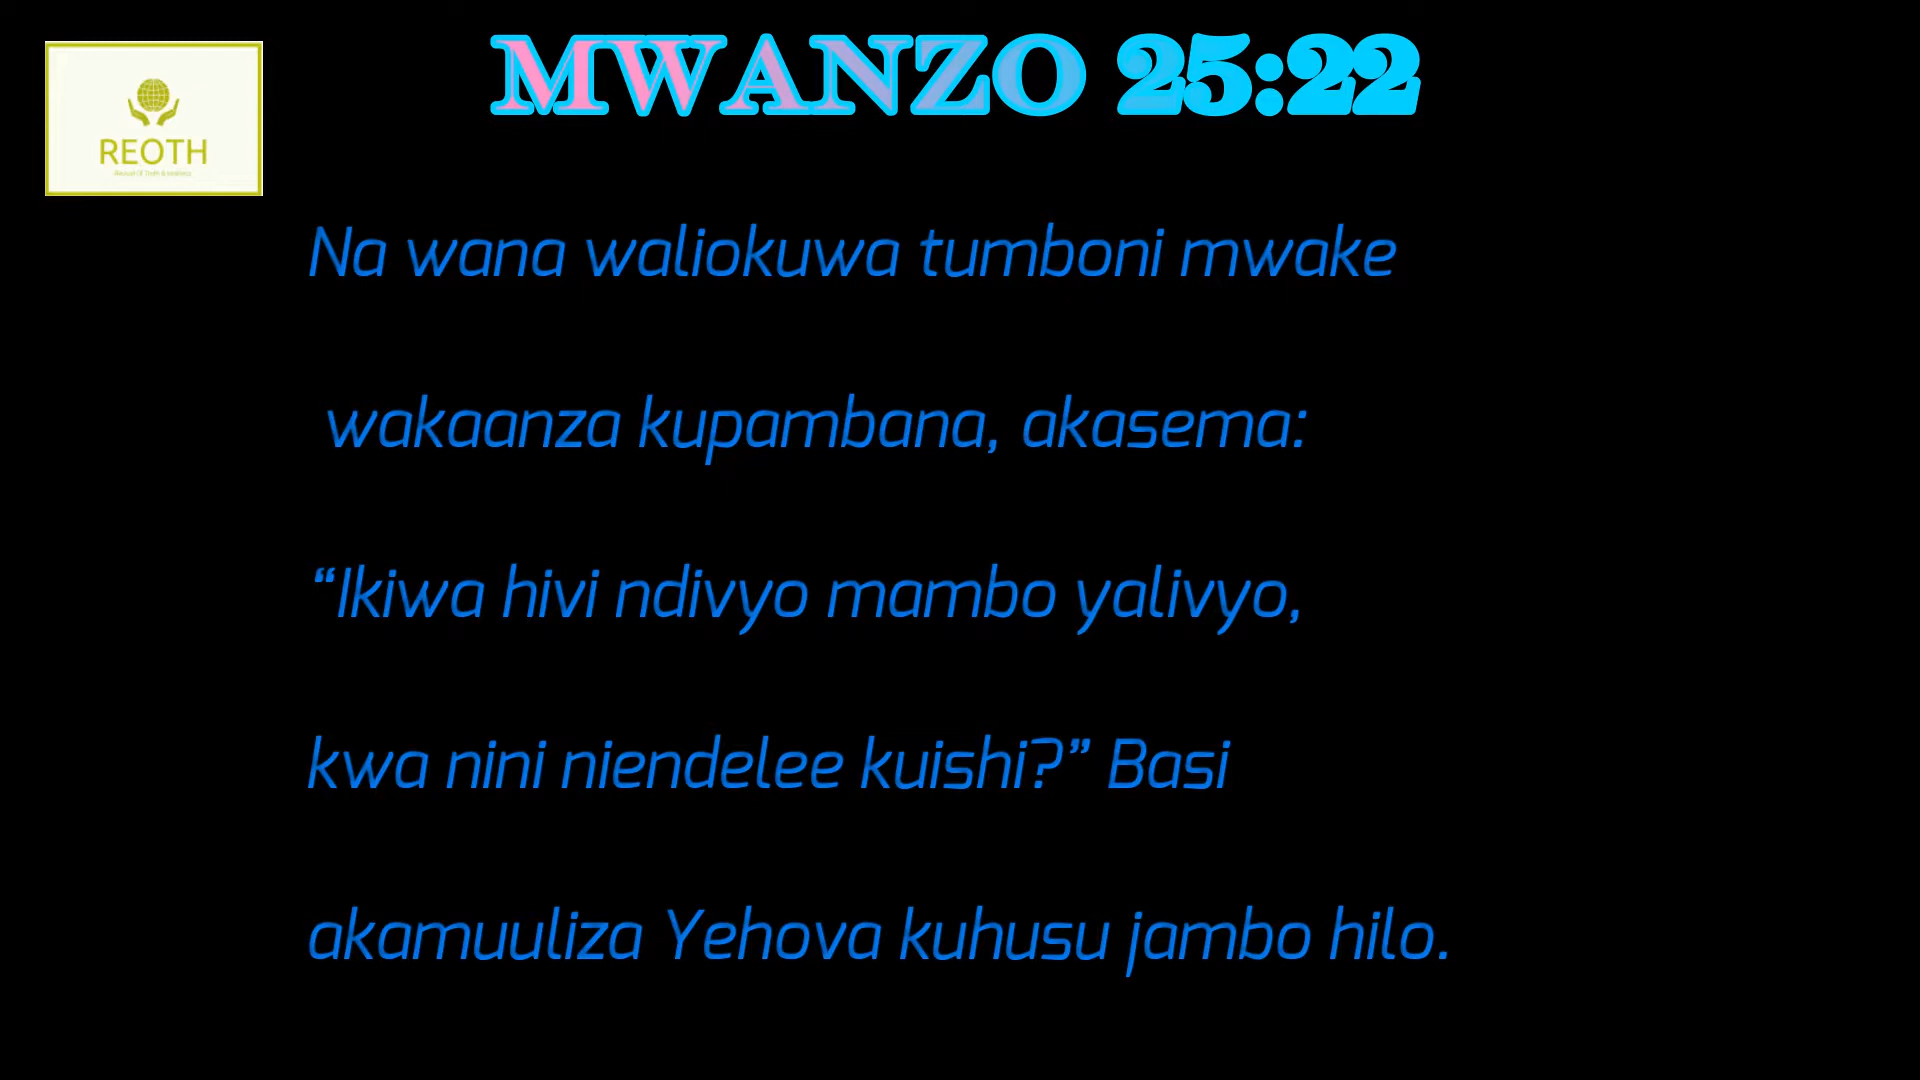 MWANZO 25:22
REOTH
Na wana waliokuwa tumboni mwake
wakaanza kupambana, akasema:
“Ikiwa hivi ndivyo mambo yalivyo,
kwa nini niendelee kuishi?” Basi
akamuuliza Yehova kuhusu jambo hilo.